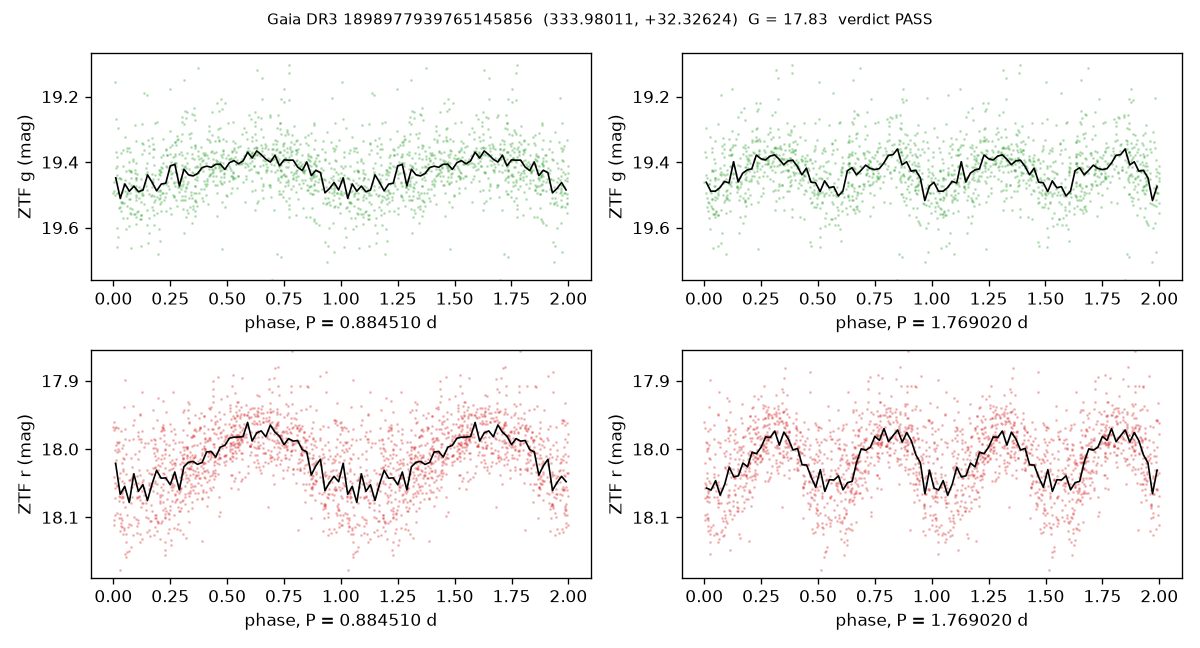 Gaia DR3 1898977939765145856  (333.98011, +32.32624)  G = 17.83  verdict PASS
ZTF g (mag)
19.2
19.4
19.6
0.00 0.25 0.50 0.75 1.00 1.25 1.50 1.75 2.00
phase, P = 0.884510 d
ZTF g (mag)
19.2
19.4
19.6
0.00 0.25 0.50 0.75 1.00 1.25 1.50 1.75 2.00
phase, P = 1.769020 d
ZTF r (mag)
17.9
18.0
18.1
0.00 0.25 0.50 0.75 1.00 1.25 1.50 1.75 2.00
phase, P = 0.884510 d
ZTF r (mag)
17.9
18.0
18.1
0.00 0.25 0.50 0.75 1.00 1.25 1.50 1.75 2.00
phase, P = 1.769020 d